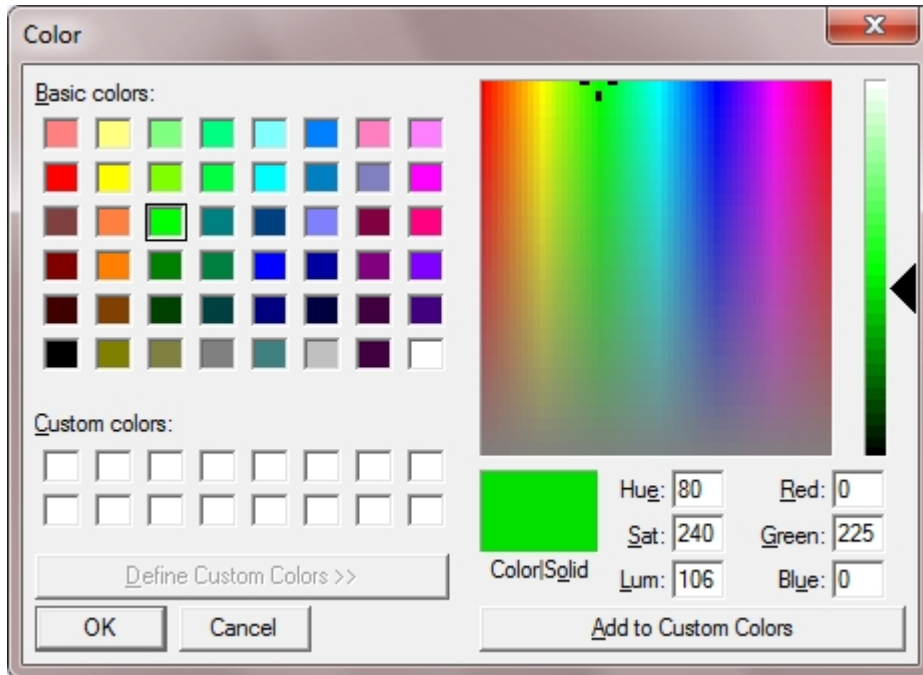 Color
X
Basic colors:
Custom colors:
Define Custom Colors >>
OK Cancel
Hue: 80 Red: 0
Sat: 240 Green: 225
Color|Solid Lum: 106 Blue: 0
Add to Custom Colors